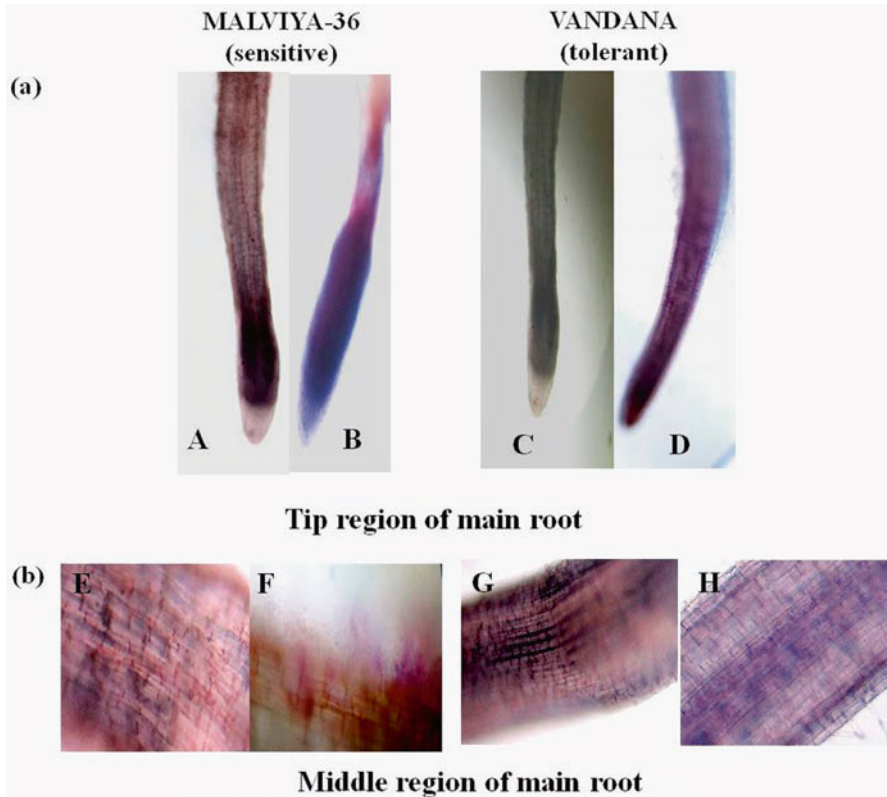 MALVIYA-36 VANDANA
(sensitive) (tolerant)
(a)
A B C D
Tip region of main root
(b) E F G H
Middle region of main root